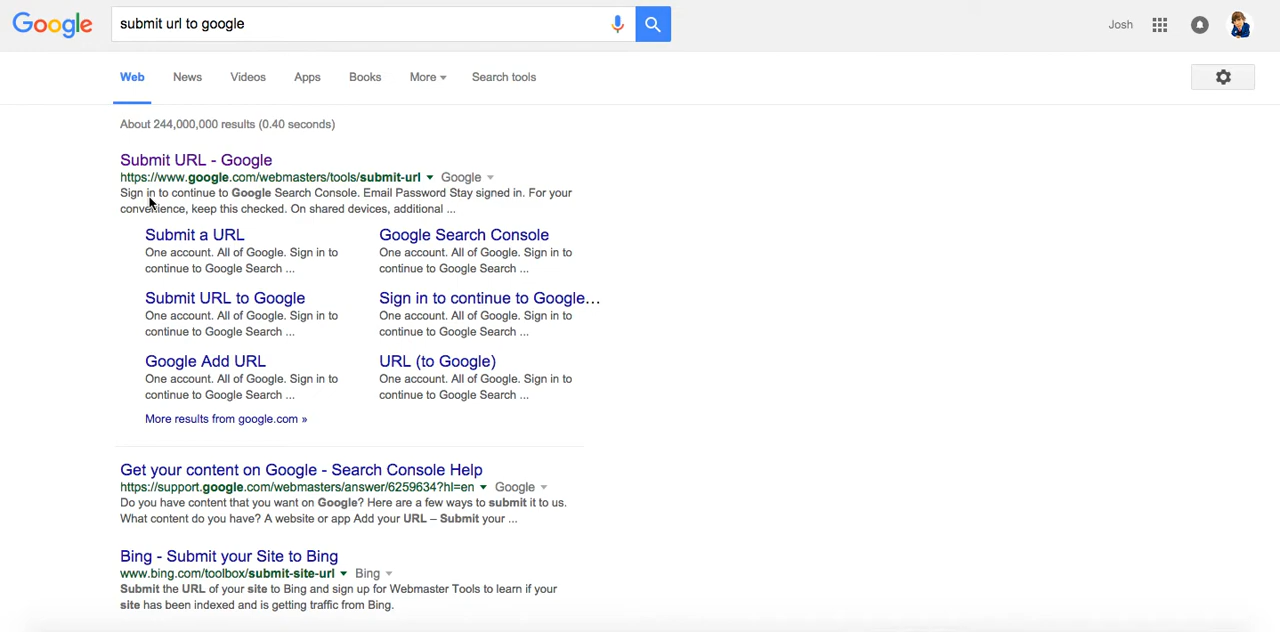 Google
submit url to google
Josh
Web News Videos Apps Books More Search tools
About 244,000,000 results (0.40 seconds)
Submit URL - Google
https://www.google.com/webmasters/tools/submit-url Google
Sign in to continue to Google Search Console. Email Password Stay signed in. For your
convenience, keep this checked. On shared devices, additional ...
Submit a URL
One account. All of Google. Sign in to
continue to Google Search ...
Google Search Console
One account. All of Google. Sign in to
continue to Google Search ...
Submit URL to Google
One account. All of Google. Sign in to
continue to Google Search ...
Sign in to continue to Google...
One account. All of Google. Sign in to
continue to Google Search ...
Google Add URL
One account. All of Google. Sign in to
continue to Google Search ...
URL (to Google)
One account. All of Google. Sign in to
continue to Google Search ...
More results from google.com »
Get your content on Google - Search Console Help
https://support.google.com/webmasters/answer/6259634?hl=en Google
Do you have content that you want on Google? Here are a few ways to submit it to us.
What content do you have? A website or app Add your URL – Submit your ...
Bing - Submit your Site to Bing
www.bing.com/toolbox/submit-site-url Bing
Submit the URL of your site to Bing and sign up for Webmaster Tools to learn if your
site has been indexed and is getting traffic from Bing.